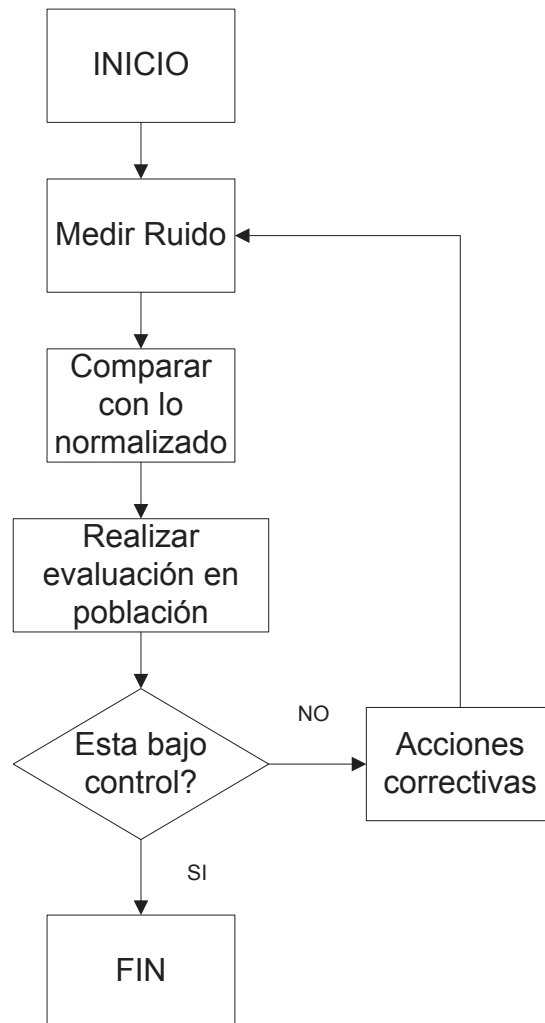 INICIO
Medir Ruido
Comparar
con lo
normalizado
Realizar
evaluación en
población
Esta bajo
control?
NO
Acciones
correctivas
SI
FIN